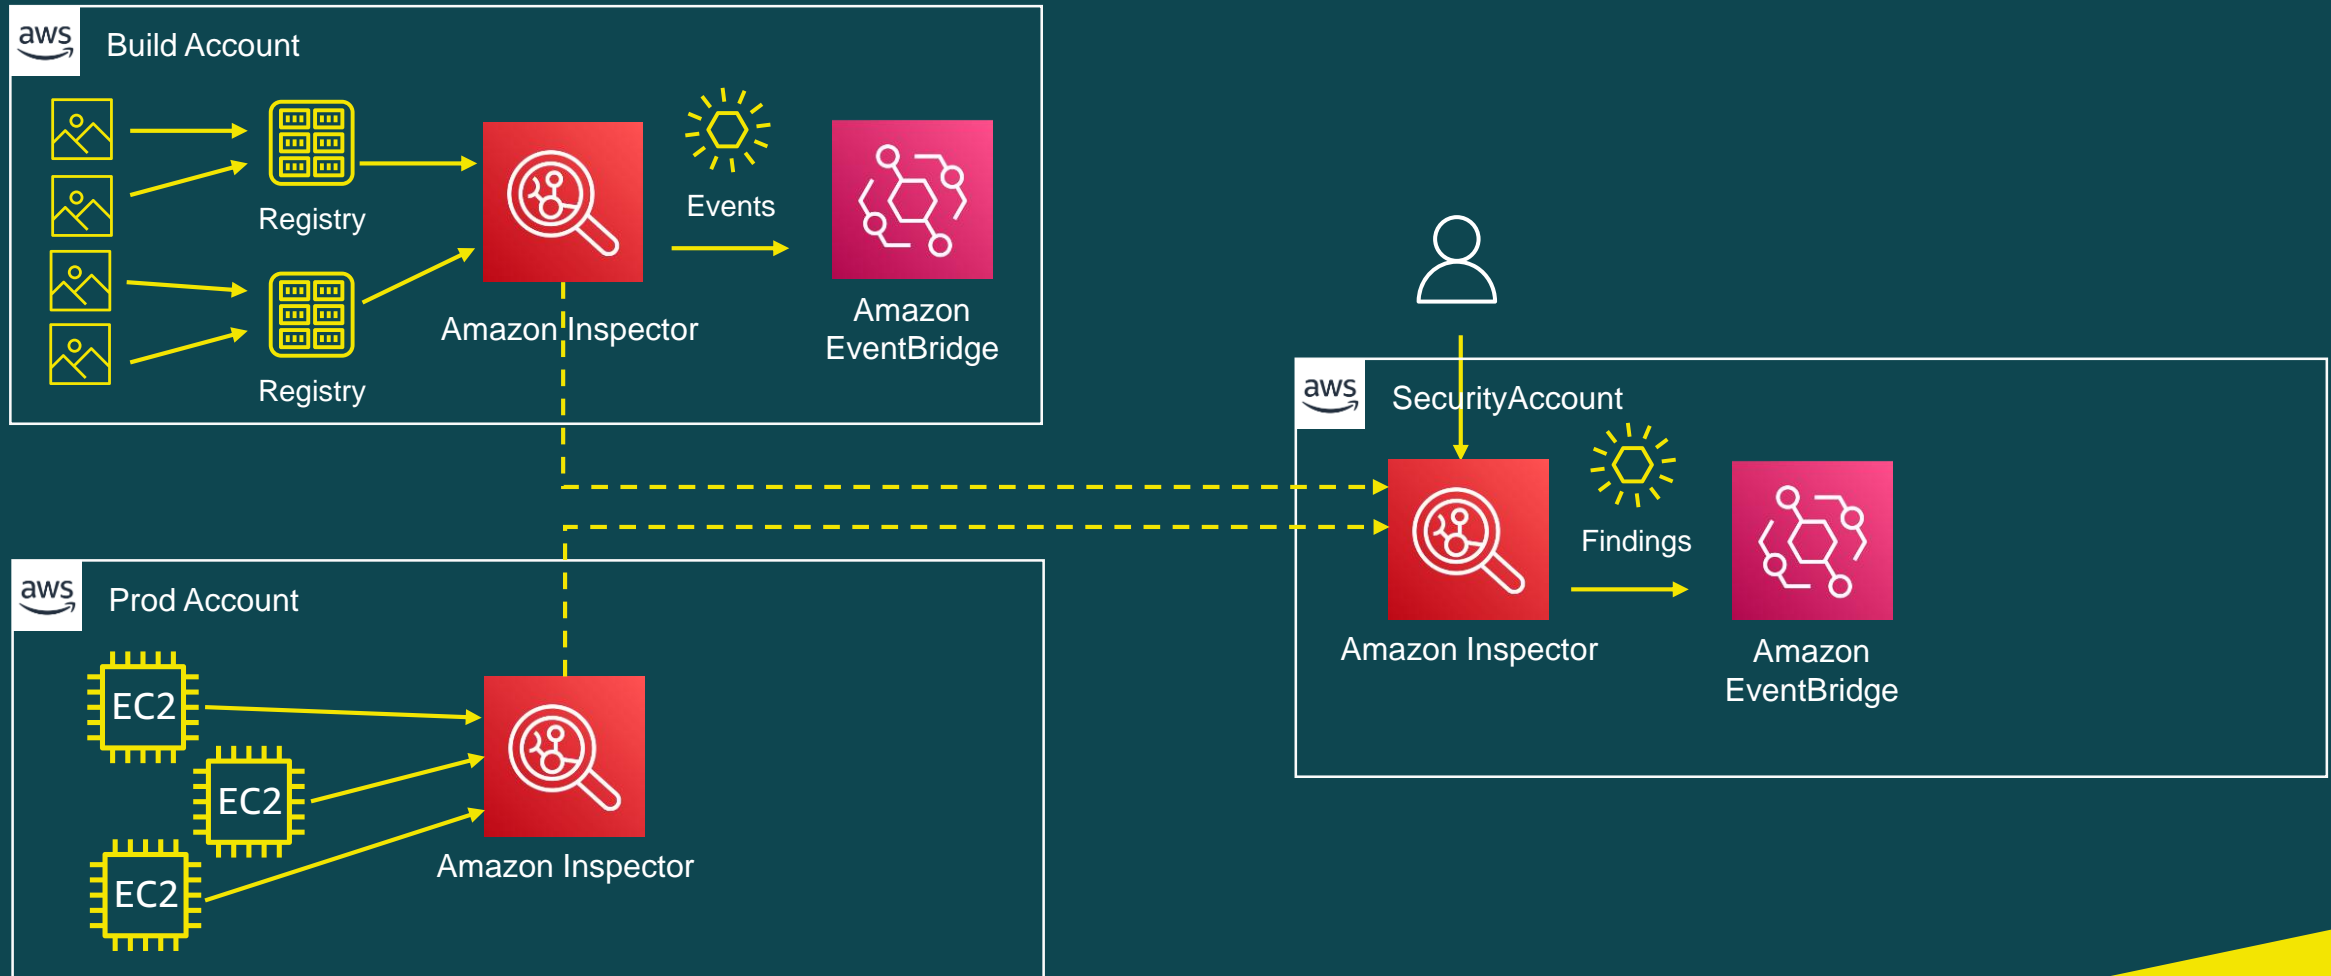 aws
Build Account
Registry
Registry
Amazon Inspector
Events
Amazon
EventBridge
aws
SecurityAccount
Amazon Inspector
Findings
Amazon
EventBridge
aws
Prod Account
EC2
EC2
EC2
Amazon Inspector